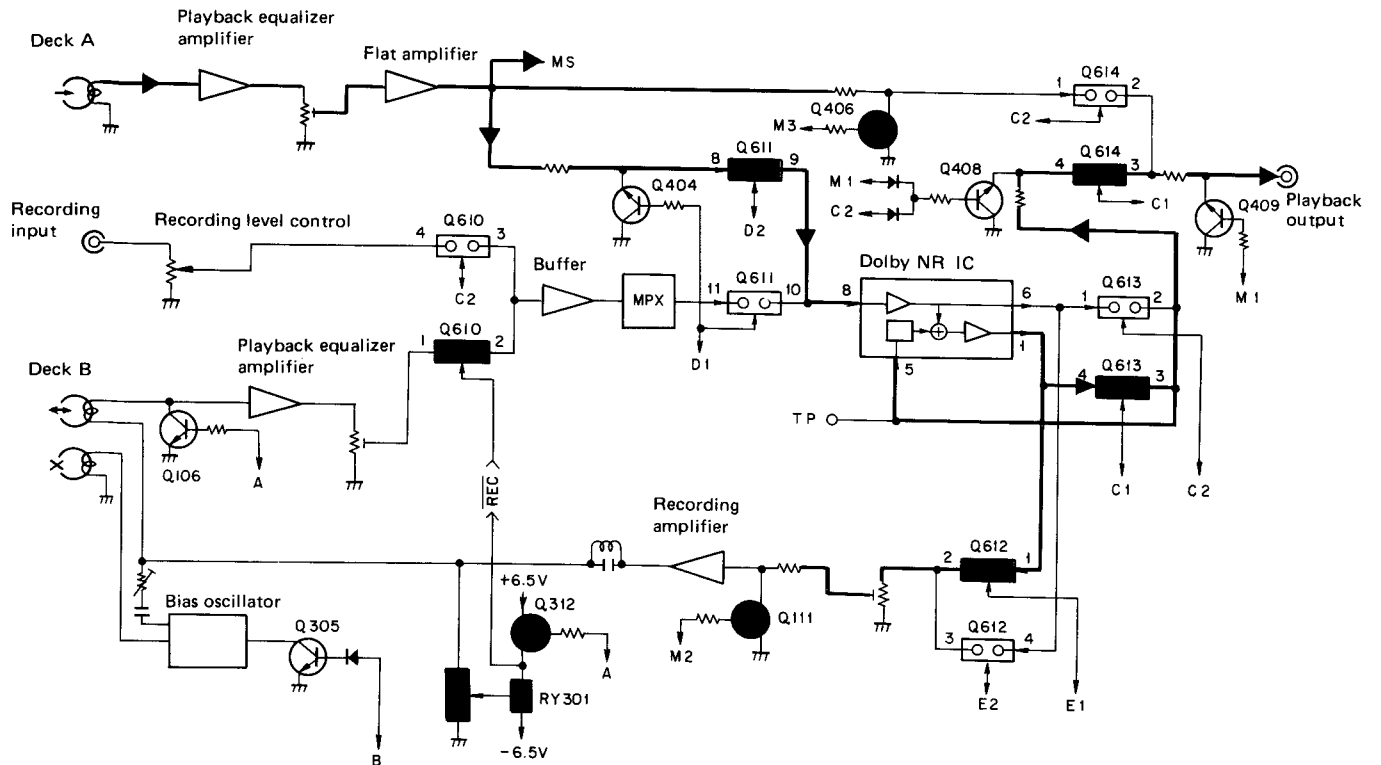 Playback equalizer
amplifier
Deck A
Flat amplifier
MS
1
Q614
2
Q406
M3
C2
Q611
8
9
Q408
4
Q614
3
M1
C2
C1
Q409
Playback
output
M1
Q404
D2
Recording
input
Recording level control
Q610
4
3
C2
Buffer
MPX
Q611
11
10
D1
Dolby NR IC
8
6
1
5
1
Q613
2
4
Q613
3
C1
C2
TP
Q610
1
2
Playback equalizer
amplifier
Deck B
Q106
A
REC
Recording
amplifier
Q612
2
1
Q612
3
4
E2
E1
Q111
M2
+6.5V
Q312
A
RY301
-6.5V
Bias oscillator
Q305
B